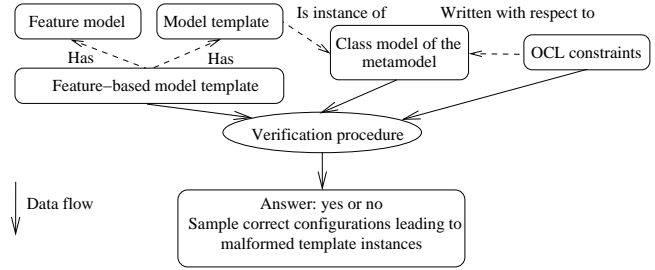 Feature model
Model template
Is instance of
Written with respect to
Class model of the
metamodel
OCL constraints
Has
Has
Feature−based model template
Verification procedure
Data flow
Answer: yes or no
Sample correct configurations leading to
malformed template instances